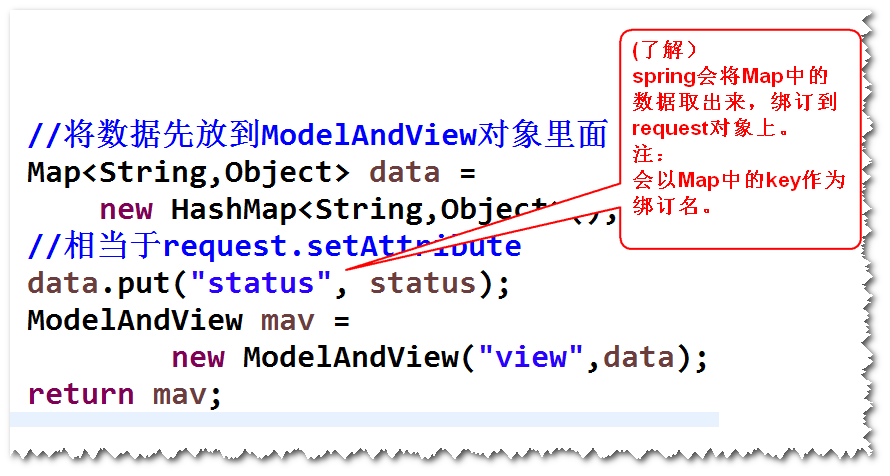 //将数据先放到ModelAndView对象里面
Map<String,Object> data =
new HashMap<String,Object>();
//相当于request.setAttribute
data.put("status", status);
ModelAndView mav =
new ModelAndView("view",data);
return mav;
(了解）
spring会将Map中的
数据取出来，绑订到
request对象上。
注：
会以Map中的key作为
绑订名。